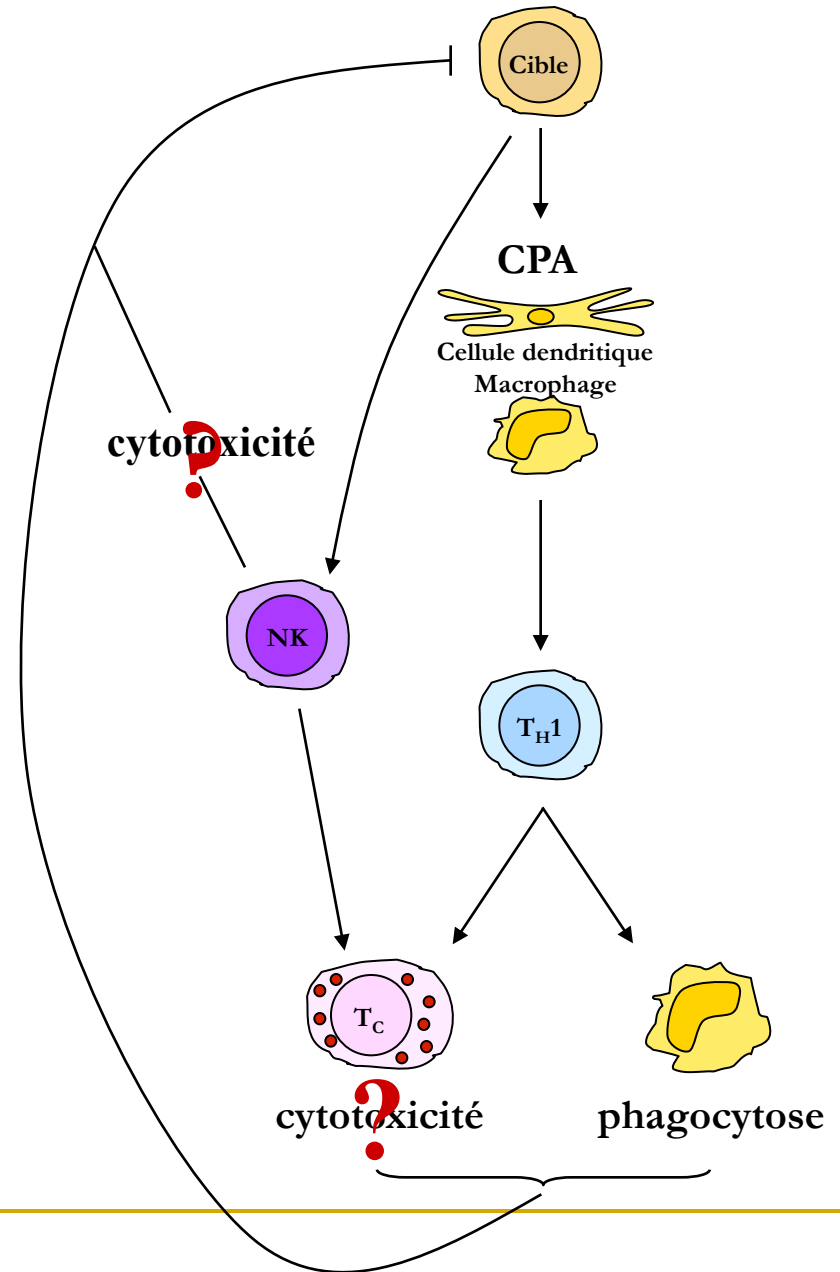 Cible
CPA
Cellule dendritique
Macrophage
cytotoxicité
?
NK
TH1
TC
cytotoxicité
?
phagocytose